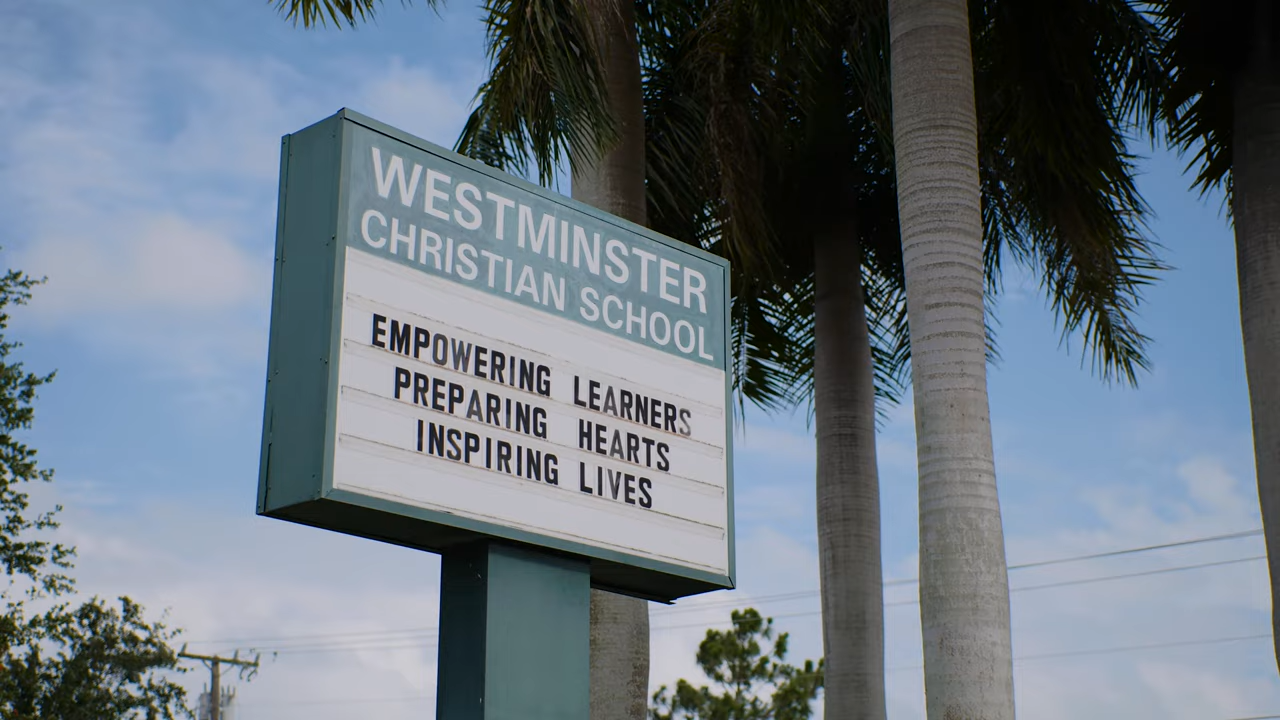 WESTMINSTER
CHRISTIAN SCHOOL
EMPOWERING LEARNERS
PREPARING HEARTS
INSPIRING LIVES